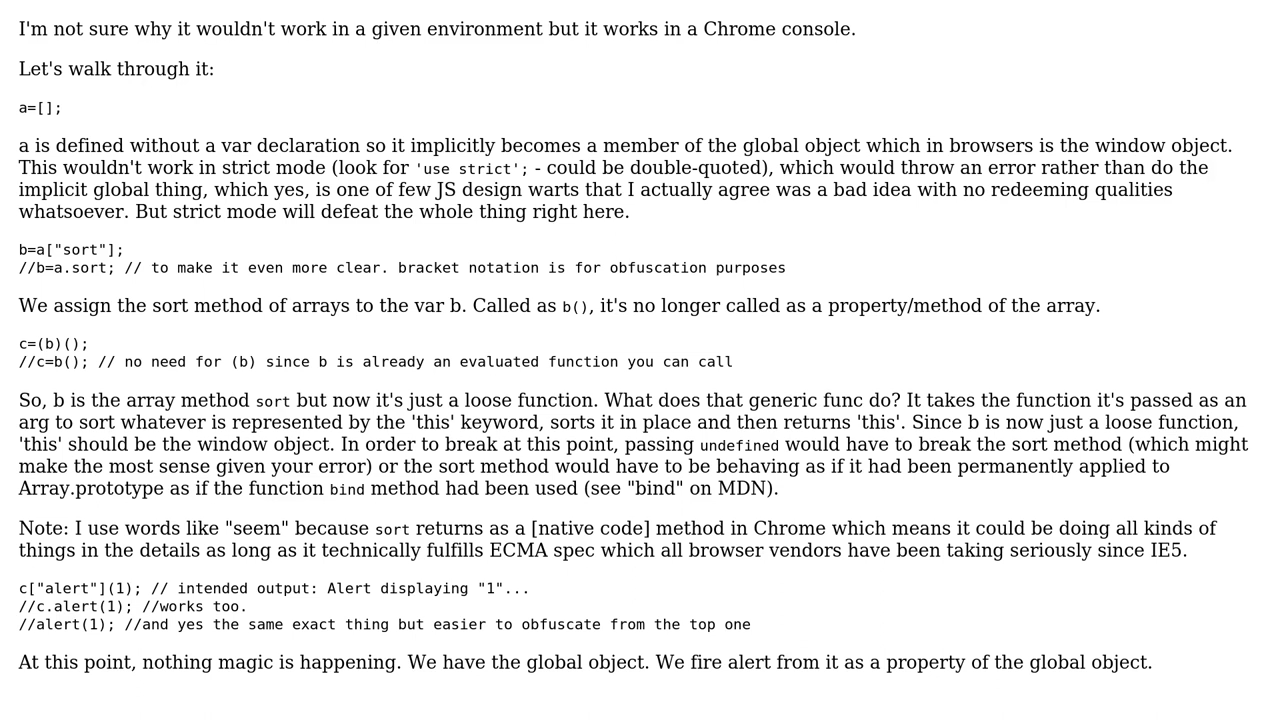 I'm not sure why it wouldn't work in a given environment but it works in a Chrome console.
Let's walk through it:
a=[];
a is defined without a var declaration so it implicitly becomes a member of the global object which in browsers is the window object.
This wouldn't work in strict mode (look for 'use strict'; - could be double-quoted), which would throw an error rather than do the
implicit global thing, which yes, is one of few JS design warts that I actually agree was a bad idea with no redeeming qualities
whatsoever. But strict mode will defeat the whole thing right here.
b=a["sort"];
//b=a.sort; // to make it even more clear. bracket notation is for obfuscation purposes
We assign the sort method of arrays to the var b. Called as b(), it's no longer called as a property/method of the array.
c=(b)();
//c=b(); // no need for (b) since b is already an evaluated function you can call
So, b is the array method sort but now it's just a loose function. What does that generic func do? It takes the function it's passed as an
arg to sort whatever is represented by the 'this' keyword, sorts it in place and then returns 'this'. Since b is now just a loose function,
'this' should be the window object. In order to break at this point, passing undefined would have to break the sort method (which might
make the most sense given your error) or the sort method would have to be behaving as if it had been permanently applied to
Array.prototype as if the function bind method had been used (see "bind" on MDN).
Note: I use words like "seem" because sort returns as a [native code] method in Chrome which means it could be doing all kinds of
things in the details as long as it technically fulfills ECMA spec which all browser vendors have been taking seriously since IE5.
c["alert"](1); // intended output: Alert displaying "1"...
//c.alert(1); //works too.
//alert(1); //and yes the same exact thing but easier to obfuscate from the top one
At this point, nothing magic is happening. We have the global object. We fire alert from it as a property of the global object.